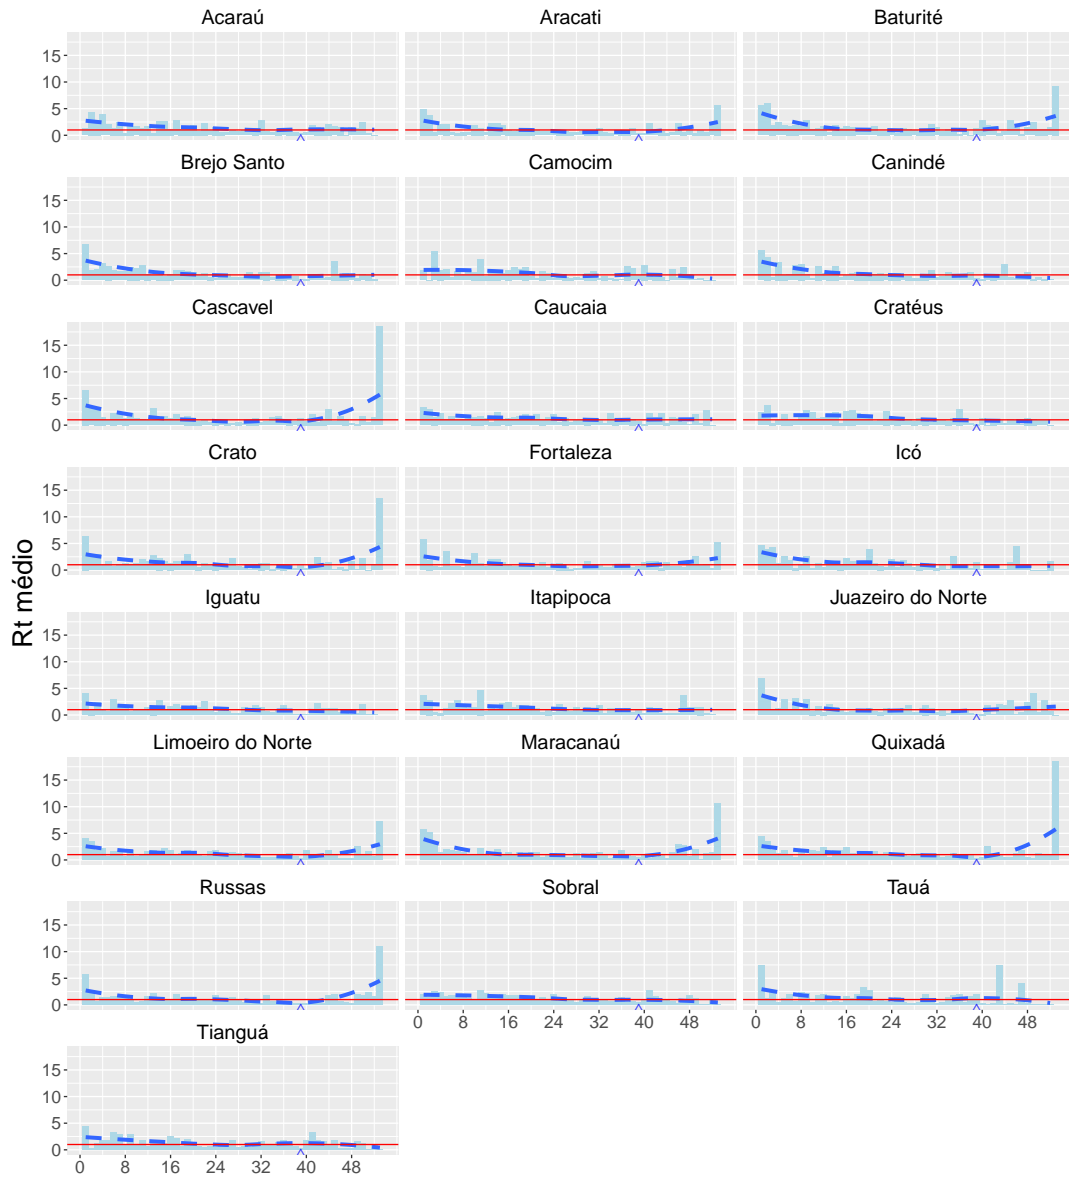 Acaraú Aracati Baturité
15
10
5
0
Brejo Santo Camocim Canindé
15
10
5
0
Cascavel Caucaia Cratéus
15
10
5
0
Crato Fortaleza Icó
15
10
5
0
Rt médio
Iguatu Itapipoca Juazeiro do Norte
15
10
5
0
Limoeiro do Norte Maracanaú Quixadá
15
10
5
0
Russas Sobral Tauá
15
10
5
0
0 8 16 24 32 40 48 0 8 16 24 32 40 48
Tianguá
15
10
5
0
0 8 16 24 32 40 48